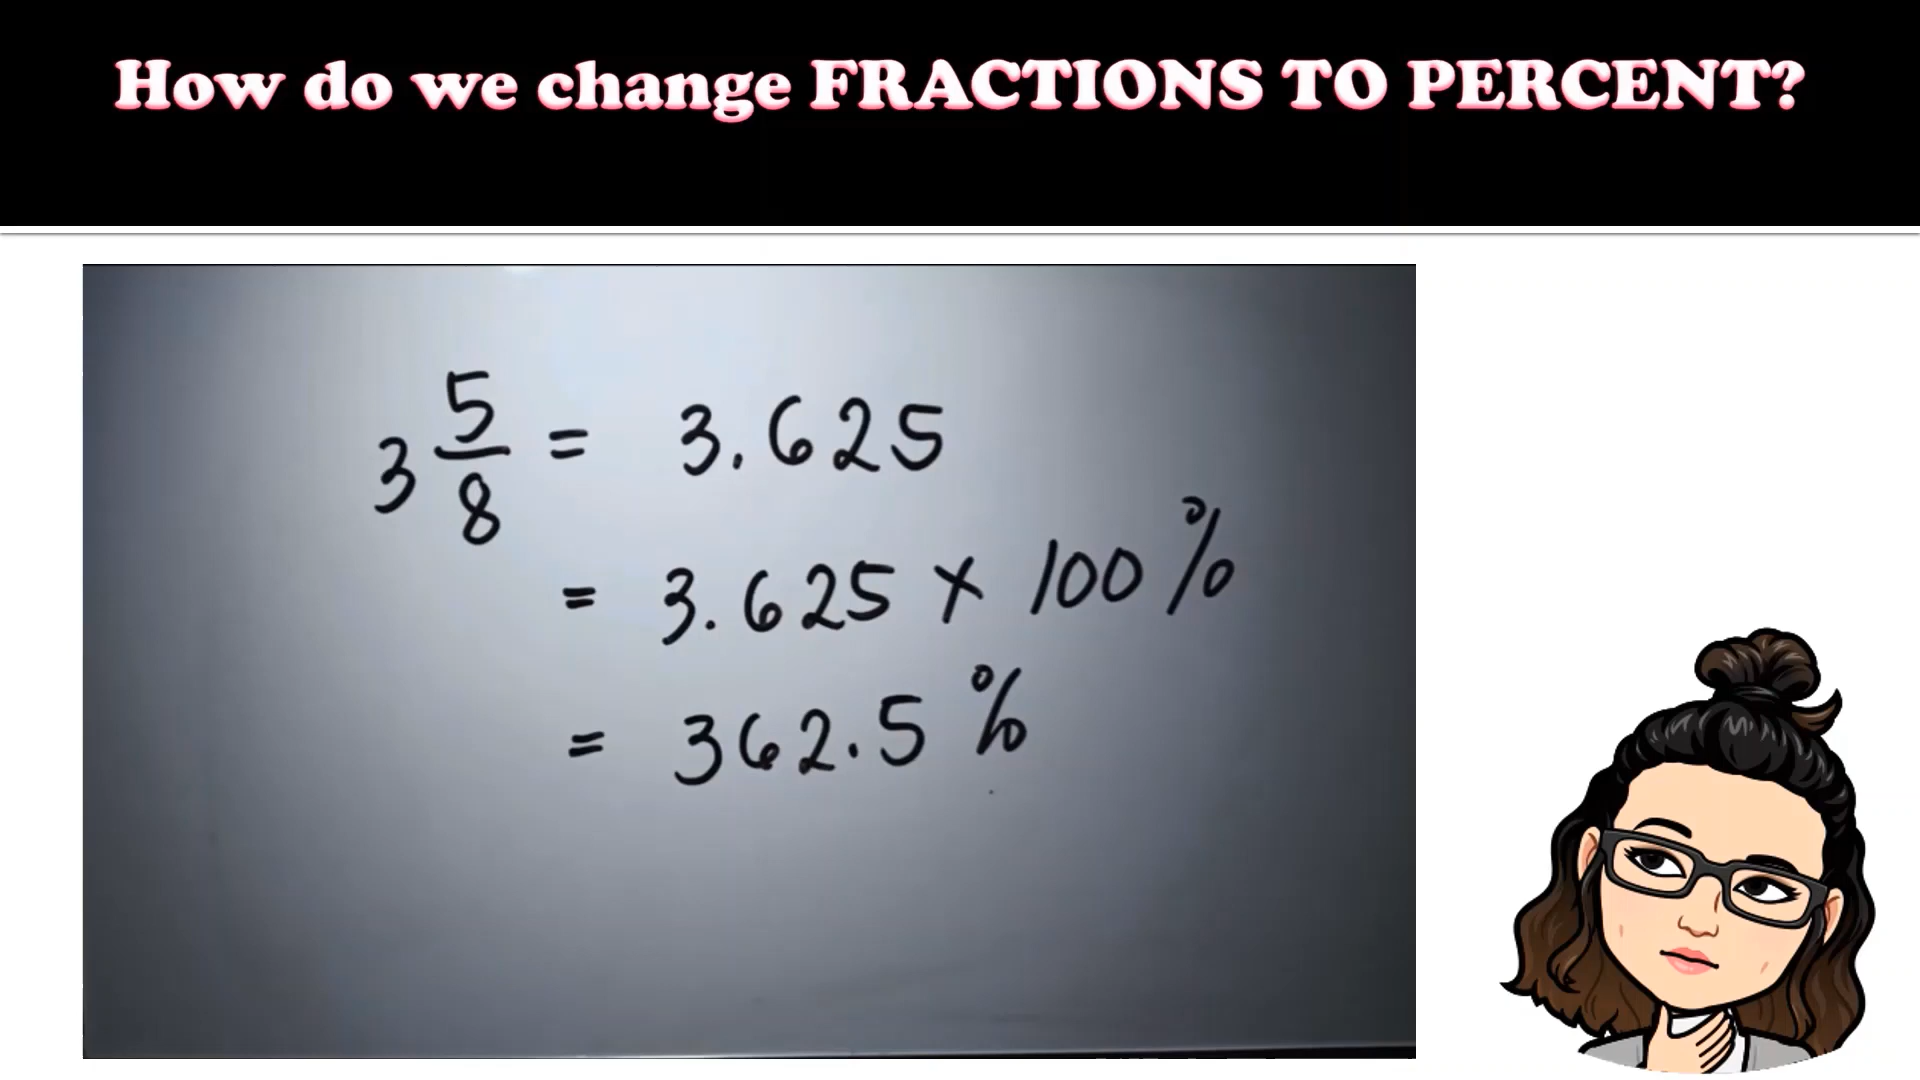 How do we change FRACTIONS TO PERCENT?
3 5/8 = 3.625
= 3.625 × 100%
= 362.5%